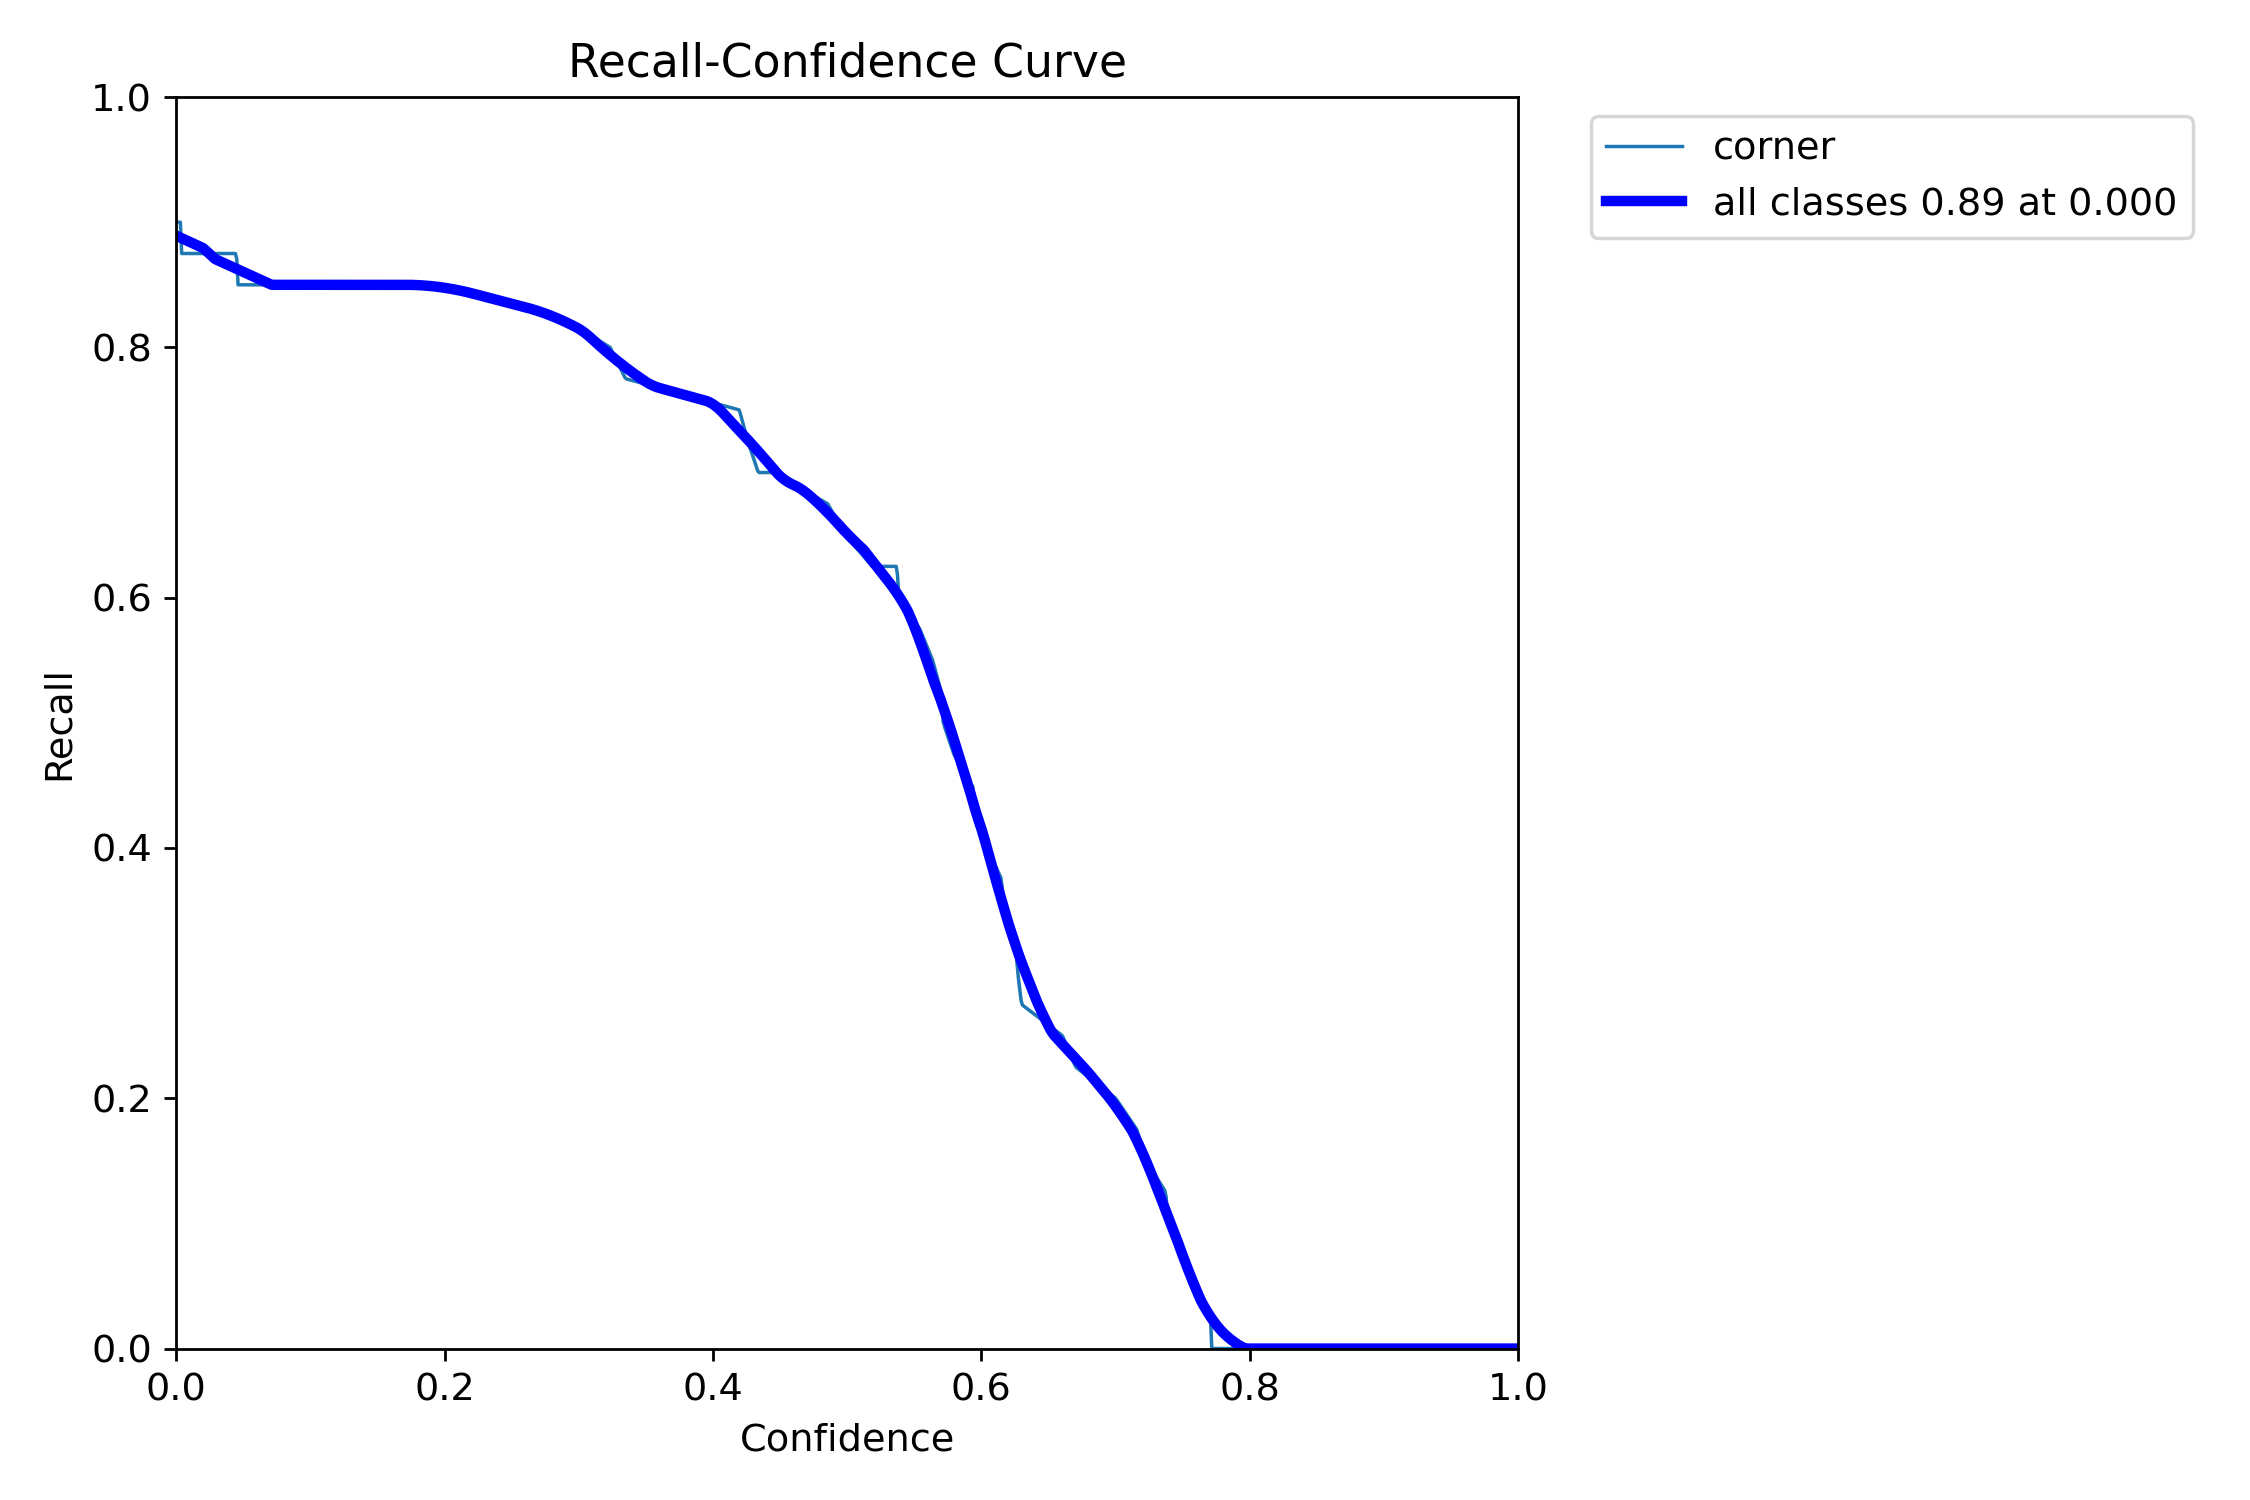 Recall-Confidence Curve
1.0
0.8
0.6
0.4
0.2
0.0
Recall
0.0 0.2 0.4 0.6 0.8 1.0
Confidence
corner
all classes 0.89 at 0.000